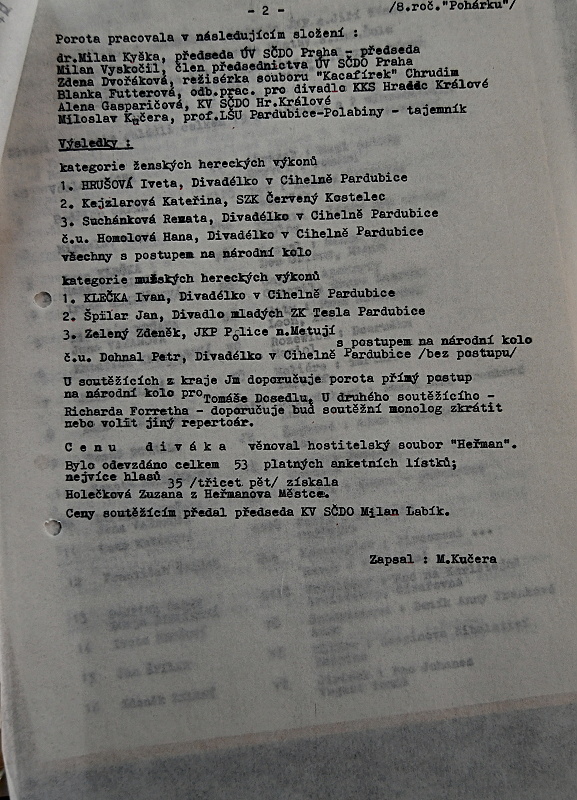 - 2 -
/8.roč."Pohárku"/
Porota pracovala v následujícím složení :
dr.Milan Kyška, předseda ÚV SČDO Praha - předseda
Milan Vyskočil, člen předsednictva ÚV SČDO Praha
Zdena Dvořáková, režisérka souboru "Kacafírek" Chrudim
Blanka Futterová, odb.prac. pro divadlo KKS Hradec Králové
Alena Gasparičová, KV SČDO Hr.Králové
Miloslav Kučera, prof.LŠU Pardubice-Polabiny - tajemník
Výsledky :
kategorie ženských hereckých výkonů
1. HRUŠOVÁ Iveta, Divadélko v Cihelně Pardubice
2. Kejzlarová Kateřina, SZK Červený Kostelec
3. Suchánková Renata, Divadélko v Cihelně Pardubice
č.u. Homolová Hana, Divadélko v Cihelně Pardubice
všechny s postupem na národní kolo
kategorie mužských hereckých výkonů
1. KLEČKA Ivan, Divadélko v Cihelně Pardubice
2. Špilar Jan, Divadlo mladých ZK Tesla Pardubice
3. Zelený Zdeněk, JKP Police n.Metují
s postupem na národní kolo
č.u. Dohnal Petr, Divadélko v Cihelně Pardubice /bez postupu/
U soutěžících z kraje Jm doporučuje porota přímý postup
na národní kolo pro Tomáše Dosedlu. U druhého soutěžícího -
Richarda Forretha - doporučuje buď soutěžní monolog zkrátit
nebo volit jiný repertoár.
C e n u d i v á k a věnoval hostitelský soubor "Heřman".
Bylo odevzdáno celkem 53 platných anketních lístků;
nejvíce hlasů 35 /třicet pět/ získala
Holečková Zuzana z Heřmanova Městce.
Ceny soutěžícím předal předseda KV SČDO Milan Labík.
Zapsal : M.Kučera